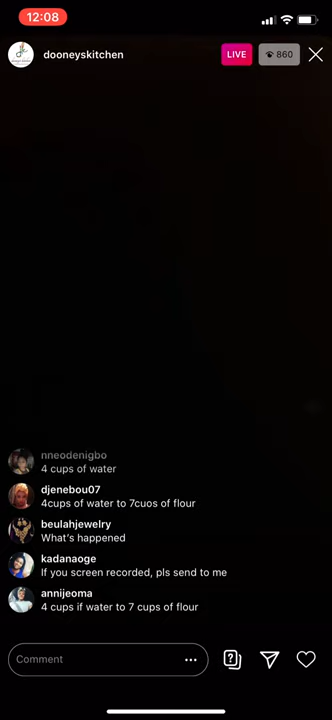 12:08
dooneyskitchen
LIVE
860
nneodenigbo
4 cups of water
djenebou07
4cups of water to 7cuos of flour
beulahjewelry
What's happened
kadanaoge
If you screen recorded, pls send to me
annijeoma
4 cups if water to 7 cups of flour
Comment